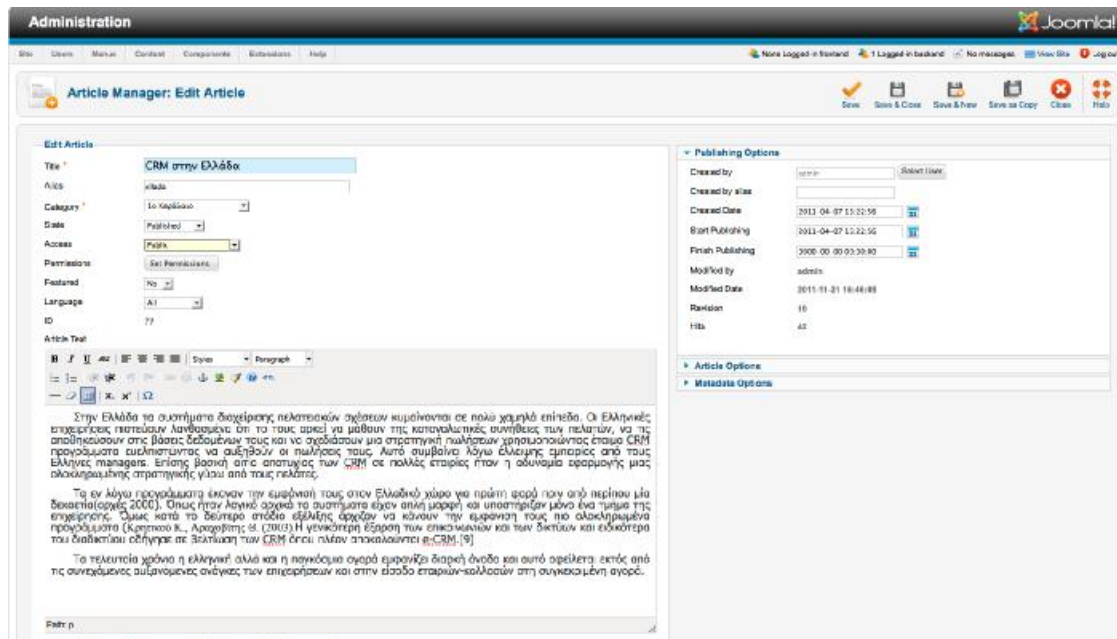 Administration
Joomla!
Site Users Menus Content Components Extensions Help
None Logged-in frontend 1 Logged-in backend No messages View Site Log out
Article Manager: Edit Article
Save Save & Close Save & New Save as Copy Close Help
Edit Article
Title * CRM στην Ελλάδα
Alias ellada
Category * 1ο Κεφάλαιο
State Published
Access Public
Permissions Set Permissions
Featured No
Language All
ID 77
Article Text
B I U ABC Styles Paragraph
HTML
X₂ X² Ω
Στην Ελλάδα τα συστήματα διαχείρισης πελατειακών σχέσεων κυμαίνονται σε πολύ χαμηλά επίπεδα. Οι Ελληνικές
επιχειρήσεις πιστεύουν λανθασμένα ότι το τους αρκεί να μάθουν της καταναλωτικές συνήθειες των πελατών, να τις
αποθηκεύσουν στις βάσεις δεδομένων τους και να σχεδιάσουν μια στρατηγική πωλήσεων χρησιμοποιώντας έτοιμα CRM
προγράμματα ευελπιστώντας να αυξηθούν οι πωλήσεις τους. Αυτό συμβαίνει λόγω έλλειψης εμπειρίας από τους
Έλληνες managers. Επίσης βασική αιτία αποτυχίας των CRM σε πολλές εταιρίες ήταν η αδυναμία εφαρμογής μιας
ολοκληρωμένης στρατηγικής γύρω από τους πελάτες.
Τα εν λόγω προγράμματα έκαναν την εμφάνισή τους στον Ελλαδικό χώρο για πρώτη φορά πριν από περίπου μία
δεκαετία(αρχές 2000). Όπως ήταν λογικό αρχικά τα συστήματα είχαν απλή μορφή και υποστήριζαν μόνο ένα τμήμα της
επιχείρησης. Όμως κατά το δεύτερο στάδιο εξέλιξης άρχιζαν να κάνουν την εμφάνιση τους πιο ολοκληρωμένα
προγράμματα (Κρητικού Κ., Αραχοβίτης Θ. (2003).Η γενικότερη έξαρση των επικοινωνιών και των δικτύων και ειδικότερα
του διαδικτύου οδήγησε σε βελτίωση των CRM όπου πλέον αποκαλούνται e-CRM.[9]
Τα τελευταία χρόνια η ελληνική αλλά και η παγκόσμια αγορά εμφανίζει διαρκή άνοδο και αυτό οφείλεται εκτός από
τις συνεχόμενες αυξανόμενες ανάγκες των επιχειρήσεων και στην είσοδο εταιριών-κολλοσών στη συγκεκριμένη αγορά.
Path: p
Publishing Options
Created by admin Select User
Created by alias
Created Date 2011-04-07 13:22:56
Start Publishing 2011-04-07 13:22:56
Finish Publishing 0000-00-00 00:00:00
Modified by admin
Modified Date
Revision 10
Hits
Article Options
Metadata Options